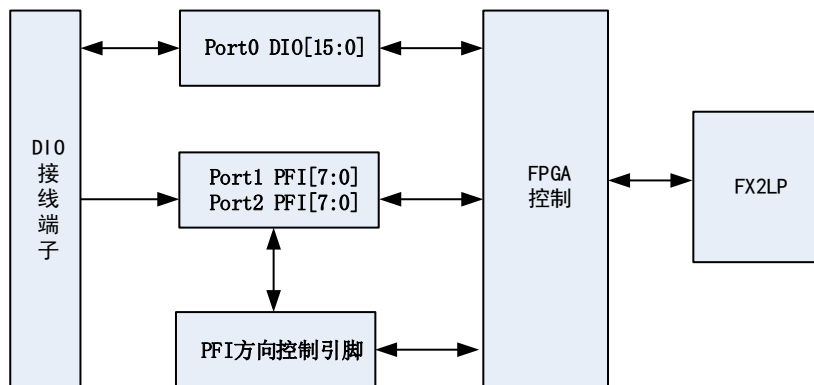 DIO
接
线
端
子
Port0 DIO[15:0]
Port1 PFI[7:0]
Port2 PFI[7:0]
PFI方向控制引脚
FPGA
控制
FX2LP